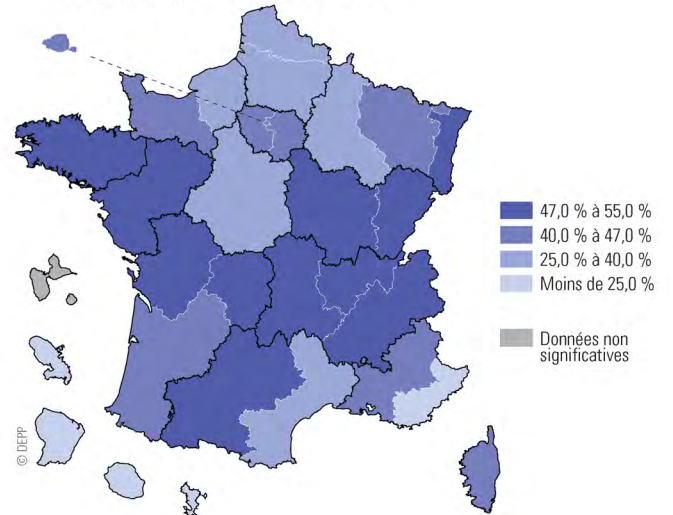 47,0 % à 55,0 %
40,0 % à 47,0 %
25,0 % à 40,0 %
Moins de 25,0 %
Données non
significatives
© DEPP